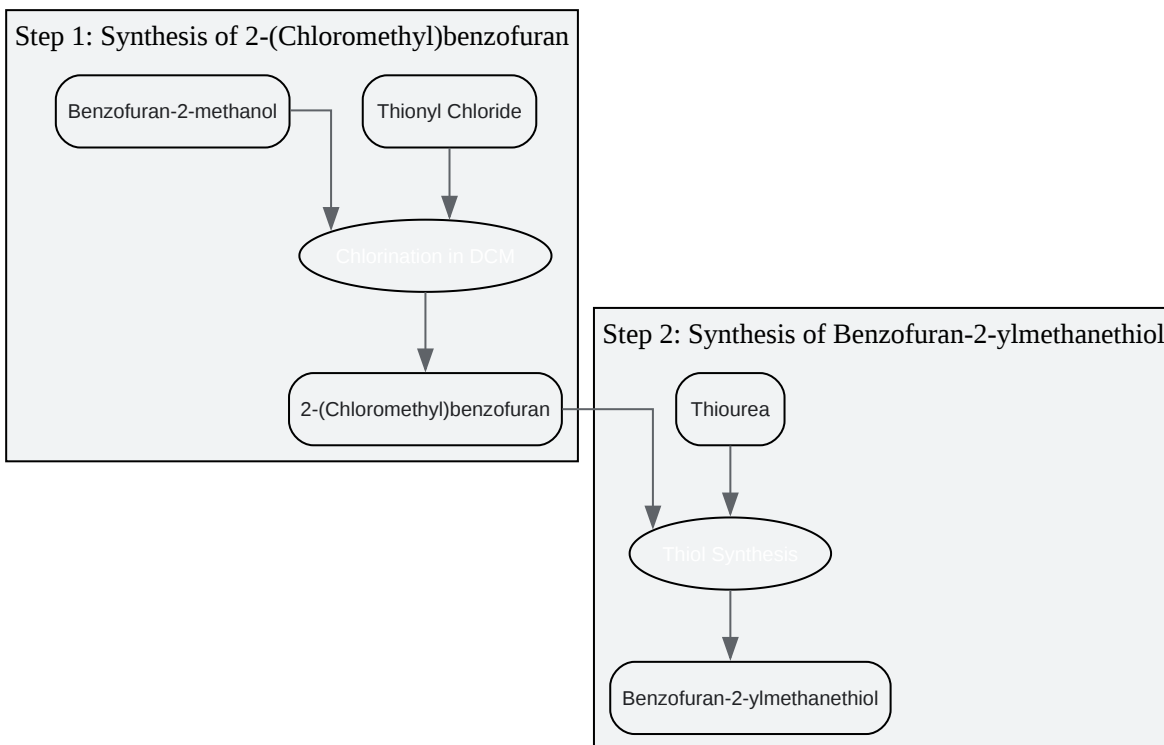 Step 1: Synthesis of 2-(Chloromethyl)benzofuran
Benzofuran-2-methanol
Thionyl Chloride
Chlorination in DCM
2-(Chloromethyl)benzofuran
Step 2: Synthesis of Benzofuran-2-ylmethanethiol
Thiourea
Thiol Synthesis
Benzofuran-2-ylmethanethiol